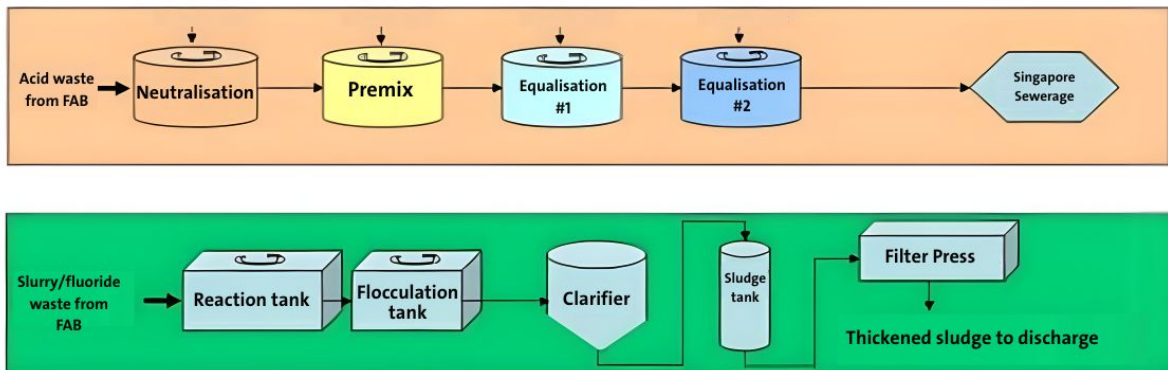 Acid waste
from FAB
Neutralisation
Premix
Equalisation
#1
Equalisation
#2
Singapore
Sewerage
Slurry/fluoride
waste from
FAB
Reaction tank
Flocculation
tank
Clarifier
Sludge
tank
Filter Press
Thickened sludge to discharge